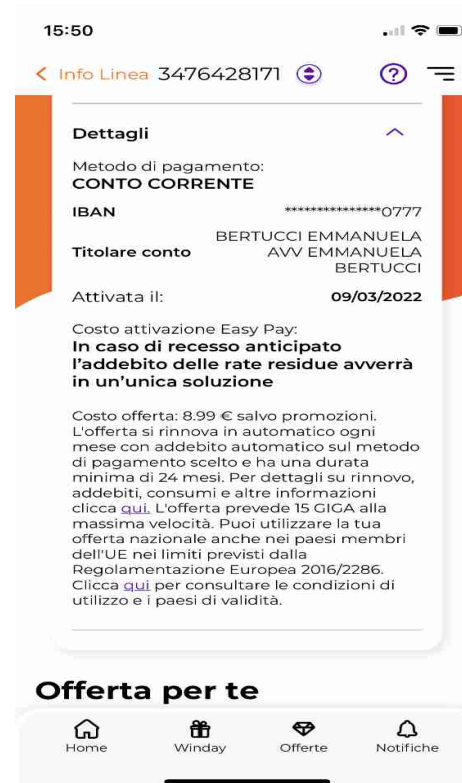 15:50
Info Linea 3476428171
?
Dettagli
Metodo di pagamento:
CONTO CORRENTE
IBAN ***************0777
Titolare conto BERTUCCI EMMANUELA
AVV EMMANUELA
BERTUCCI
Attivata il: 09/03/2022
Costo attivazione Easy Pay:
In caso di recesso anticipato
l'addebito delle rate residue avverrà
in un'unica soluzione
Costo offerta: 8.99 € salvo promozioni.
L'offerta si rinnova in automatico ogni
mese con addebito automatico sul metodo
di pagamento scelto e ha una durata
minima di 24 mesi. Per dettagli su rinnovo,
addebiti, consumi e altre informazioni
clicca qui. L'offerta prevede 15 GIGA alla
massima velocità. Puoi utilizzare la tua
offerta nazionale anche nei paesi membri
dell'UE nei limiti previsti dalla
Regolamentazione Europea 2016/2286.
Clicca qui per consultare le condizioni di
utilizzo e i paesi di validità.
Offerta per te
Home Winday Offerte Notifiche